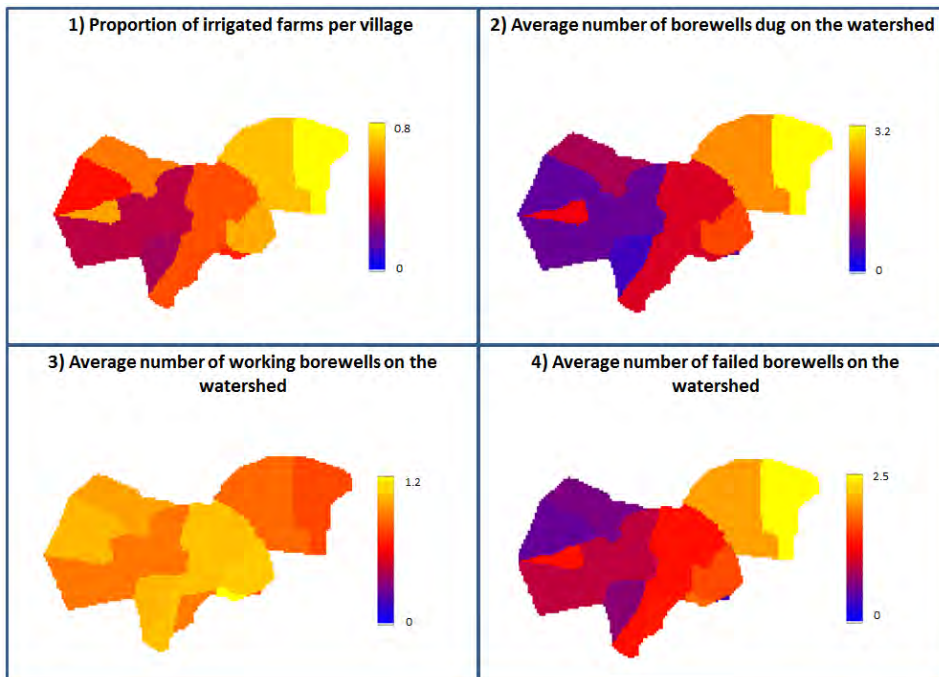 1) Proportion of irrigated farms per village
0.8
0
2) Average number of borewells dug on the watershed
3.2
0
3) Average number of working borewells on the
watershed
1.2
0
4) Average number of failed borewells on the
watershed
2.5
0